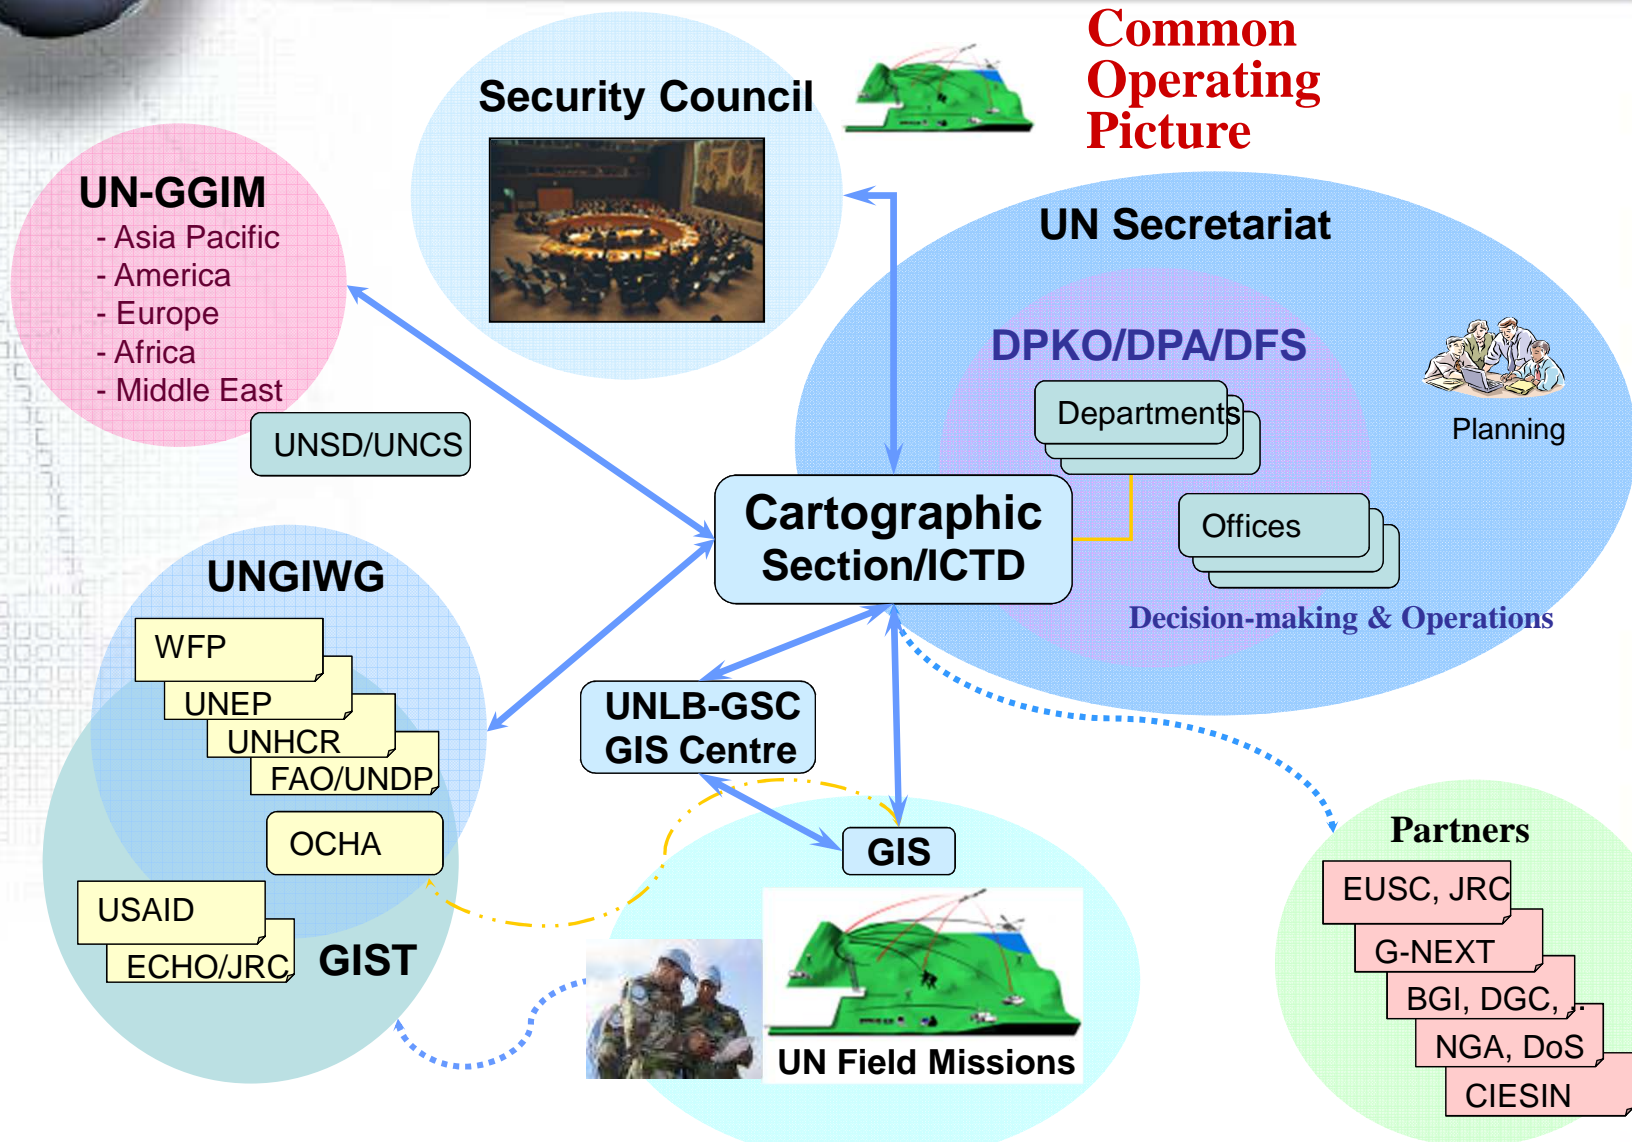 Common
Operating
Picture
Security Council
UN-GGIM
- Asia Pacific
- America
- Europe
- Africa
- Middle East
UNSD/UNCS
UN Secretariat
DPKO/DPA/DFS
Departments
Planning
Offices
Decision-making & Operations
Cartographic
Section/ICTD
UNGIWG
WFP
UNEP
UNHCR
FAO/UNDP
OCHA
USAID
ECHO/JRC
GIST
UNLB-GSC
GIS Centre
GIS
UN Field Missions
Partners
EUSC, JRC
G-NEXT
BGI, DGC, ..
NGA, DoS
CIESIN